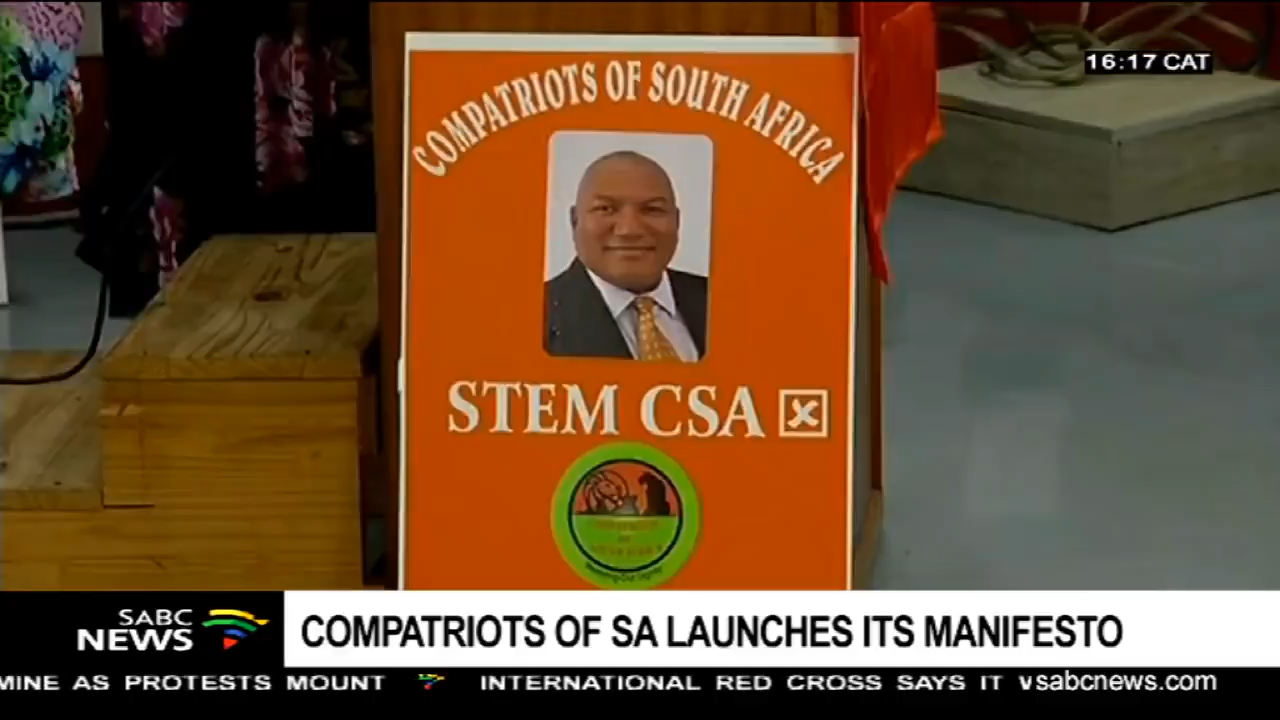 16:17 CAT
COMPATRIOTS OF SOUTH AFRICA
STEM CSA
SABC
NEWS
COMPATRIOTS OF SA LAUNCHES ITS MANIFESTO
MINE AS PROTESTS MOUNT INTERNATIONAL RED CROSS SAYS IT
sabcnews.com